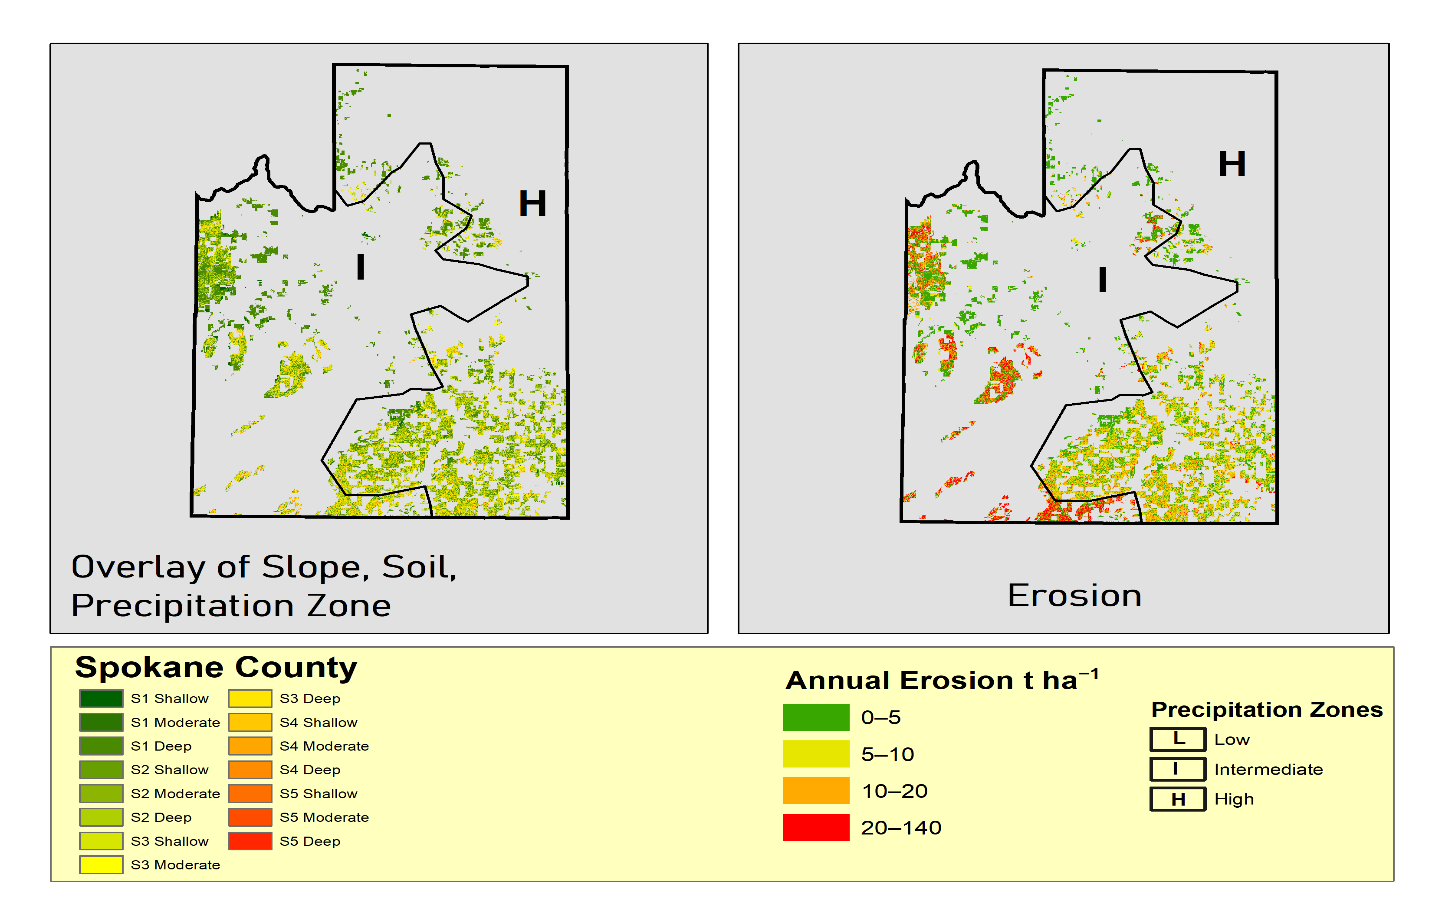 H
I
Overlay of Slope, Soil,
Precipitation Zone
H
I
Erosion
Spokane County
S1 Shallow
S1 Moderate
S1 Deep
S2 Shallow
S2 Moderate
S2 Deep
S3 Shallow
S3 Moderate
S3 Deep
S4 Shallow
S4 Moderate
S4 Deep
S5 Shallow
S5 Moderate
S5 Deep
Annual Erosion t ha⁻¹
0–5
5–10
10–20
20–140
Precipitation Zones
L Low
I Intermediate
H High